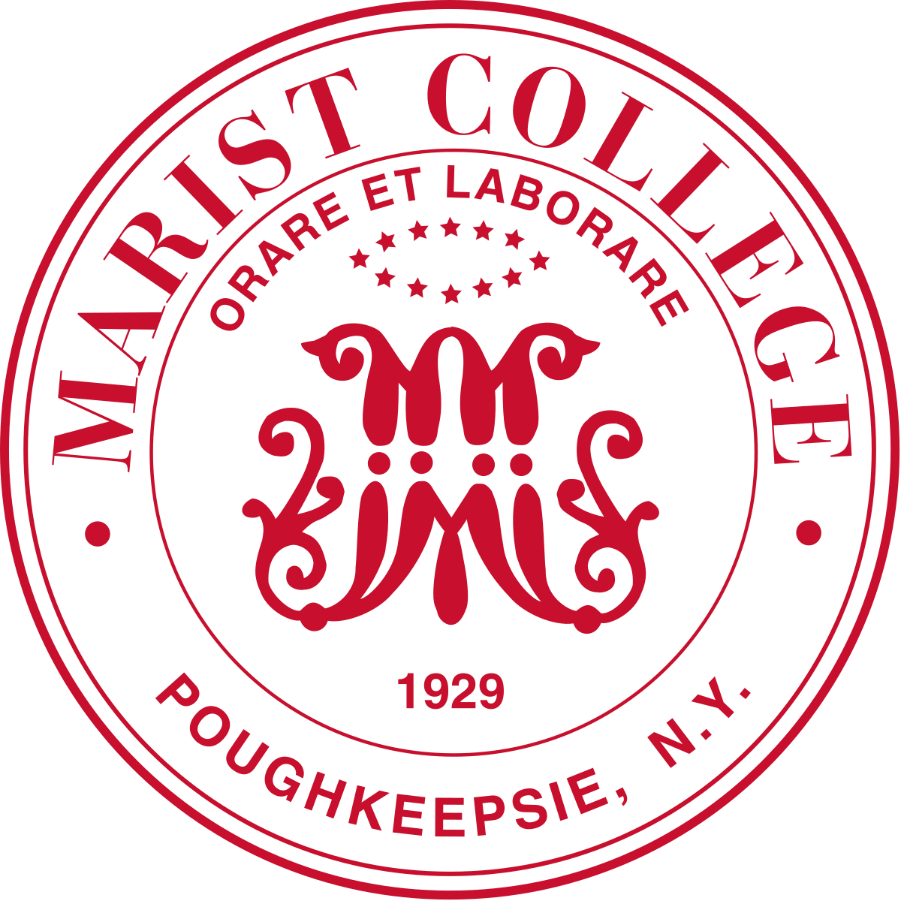 MARIST COLLEGE
ORARE ET LABORARE
1929
POUGHKEEPSIE, N.Y.